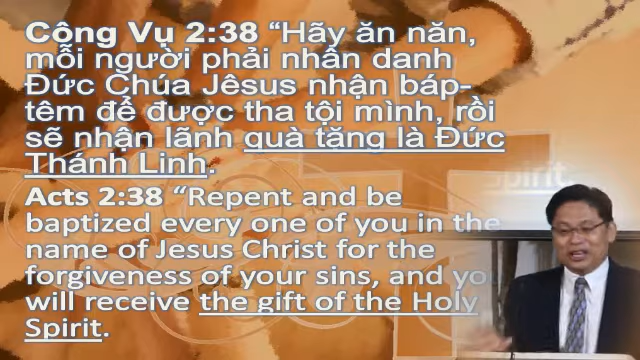 Công Vụ 2:38 “Hãy ăn năn,
mỗi người phải nhân danh
Đức Chúa Jêsus nhận báp-
têm để được tha tội mình, rồi
sẽ nhận lãnh quà tặng là Đức
Thánh Linh.
Acts 2:38 “Repent and be
baptized every one of you in the
name of Jesus Christ for the
forgiveness of your sins, and you
will receive the gift of the Holy
Spirit.
Spirit.